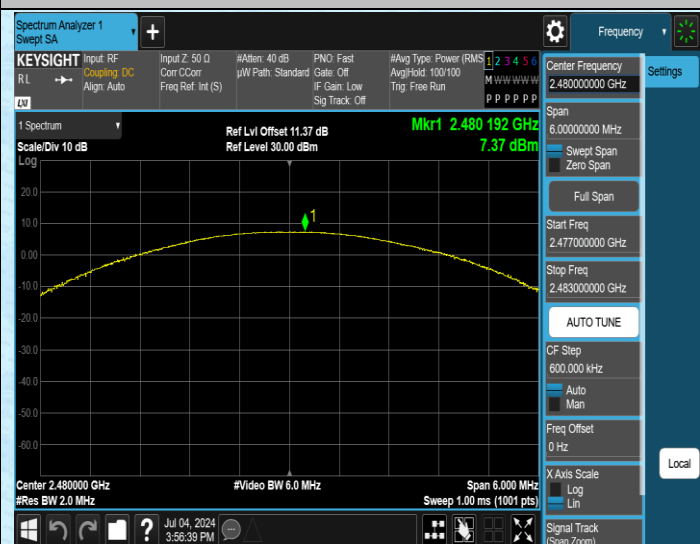 Spectrum Analyzer 1
Swept SA
+
Frequency
KEYSIGHT
RL
LXI
Input: RF
Coupling: DC
Align: Auto
Input Z: 50 Ω
Corr CCorr
Freq Ref: Int (S)
#Atten: 40 dB
µW Path: Standard
PNO: Fast
Gate: Off
IF Gain: Low
Sig Track: Off
#Avg Type: Power (RMS
Avg|Hold: 100/100
Trig: Free Run
1 2 3 4 5 6
M W W W W W
P P P P P P
1 Spectrum
Scale/Div 10 dB
Ref Lvl Offset 11.37 dB
Ref Level 30.00 dBm
Mkr1 2.480 192 GHz
7.37 dBm
Log
20.0
10.0
0.00
-10.0
-20.0
-30.0
-40.0
-50.0
-60.0
1
Center 2.480000 GHz
#Res BW 2.0 MHz
#Video BW 6.0 MHz
Span 6.000 MHz
Sweep 1.00 ms (1001 pts)
Center Frequency
2.480000000 GHz
Settings
Span
6.00000000 MHz
Swept Span
Zero Span
Full Span
Start Freq
2.477000000 GHz
Stop Freq
2.483000000 GHz
AUTO TUNE
CF Step
600.000 kHz
Auto
Man
Freq Offset
0 Hz
X Axis Scale
Log
Lin
Local
Signal Track
(Span Zoom)
?
Jul 04, 2024
3:56:39 PM